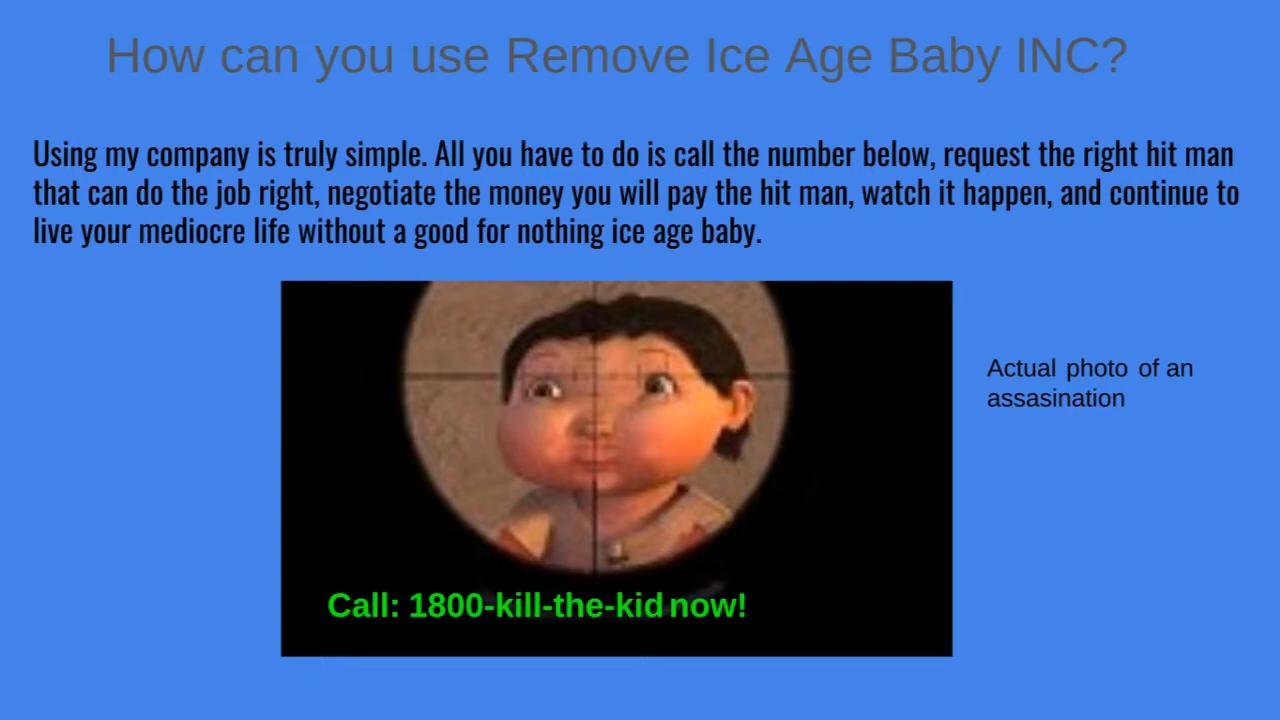 How can you use Remove Ice Age Baby INC?
Using my company is truly simple. All you have to do is call the number below, request the right hit man
that can do the job right, negotiate the money you will pay the hit man, watch it happen, and continue to
live your mediocre life without a good for nothing ice age baby.
Actual photo of an
assasination
Call: 1800-kill-the-kid now!